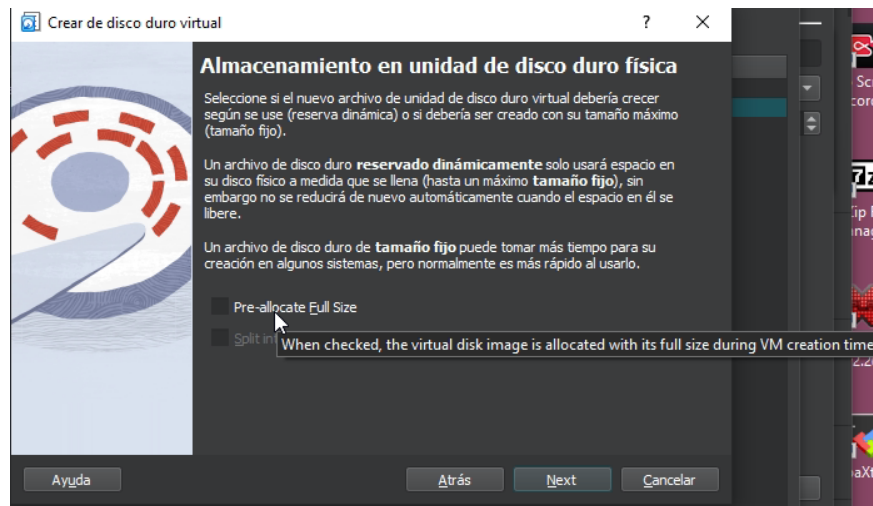 Crear de disco duro virtual
Almacenamiento en unidad de disco duro física
Seleccione si el nuevo archivo de unidad de disco duro virtual debería crecer
según se use (reserva dinámica) o si debería ser creado con su tamaño máximo
(tamaño fijo).
Un archivo de disco duro reservado dinámicamente solo usará espacio en
su disco físico a medida que se llena (hasta un máximo tamaño fijo), sin
embargo no se reducirá de nuevo automáticamente cuando el espacio en él se
libere.
Un archivo de disco duro de tamaño fijo puede tomar más tiempo para su
creación en algunos sistemas, pero normalmente es más rápido al usarlo.
Pre-allocate Full Size
Split
When checked, the virtual disk image is allocated with its full size during VM creation time
Ayuda
Atrás
Next
Cancelar